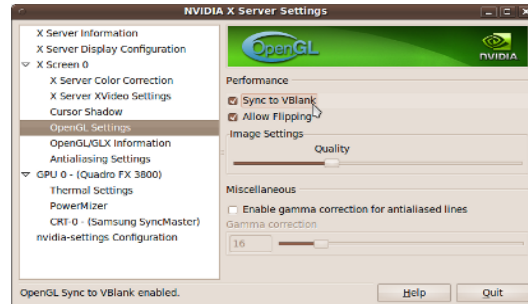 NVIDIA X Server Settings
X Server Information
X Server Display Configuration
X Screen 0
X Server Color Correction
X Server XVideo Settings
Cursor Shadow
OpenGL Settings
OpenGL/GLX Information
Antialiasing Settings
GPU 0 - (Quadro FX 3800)
Thermal Settings
PowerMizer
CRT-0 - (Samsung SyncMaster)
nvidia-settings Configuration
OpenGL
NVIDIA
Performance
Sync to VBlank
Allow Flipping
Image Settings
Quality
Miscellaneous
Enable gamma correction for antialiased lines
Gamma correction
16
OpenGL Sync to VBlank enabled.
Help
Quit